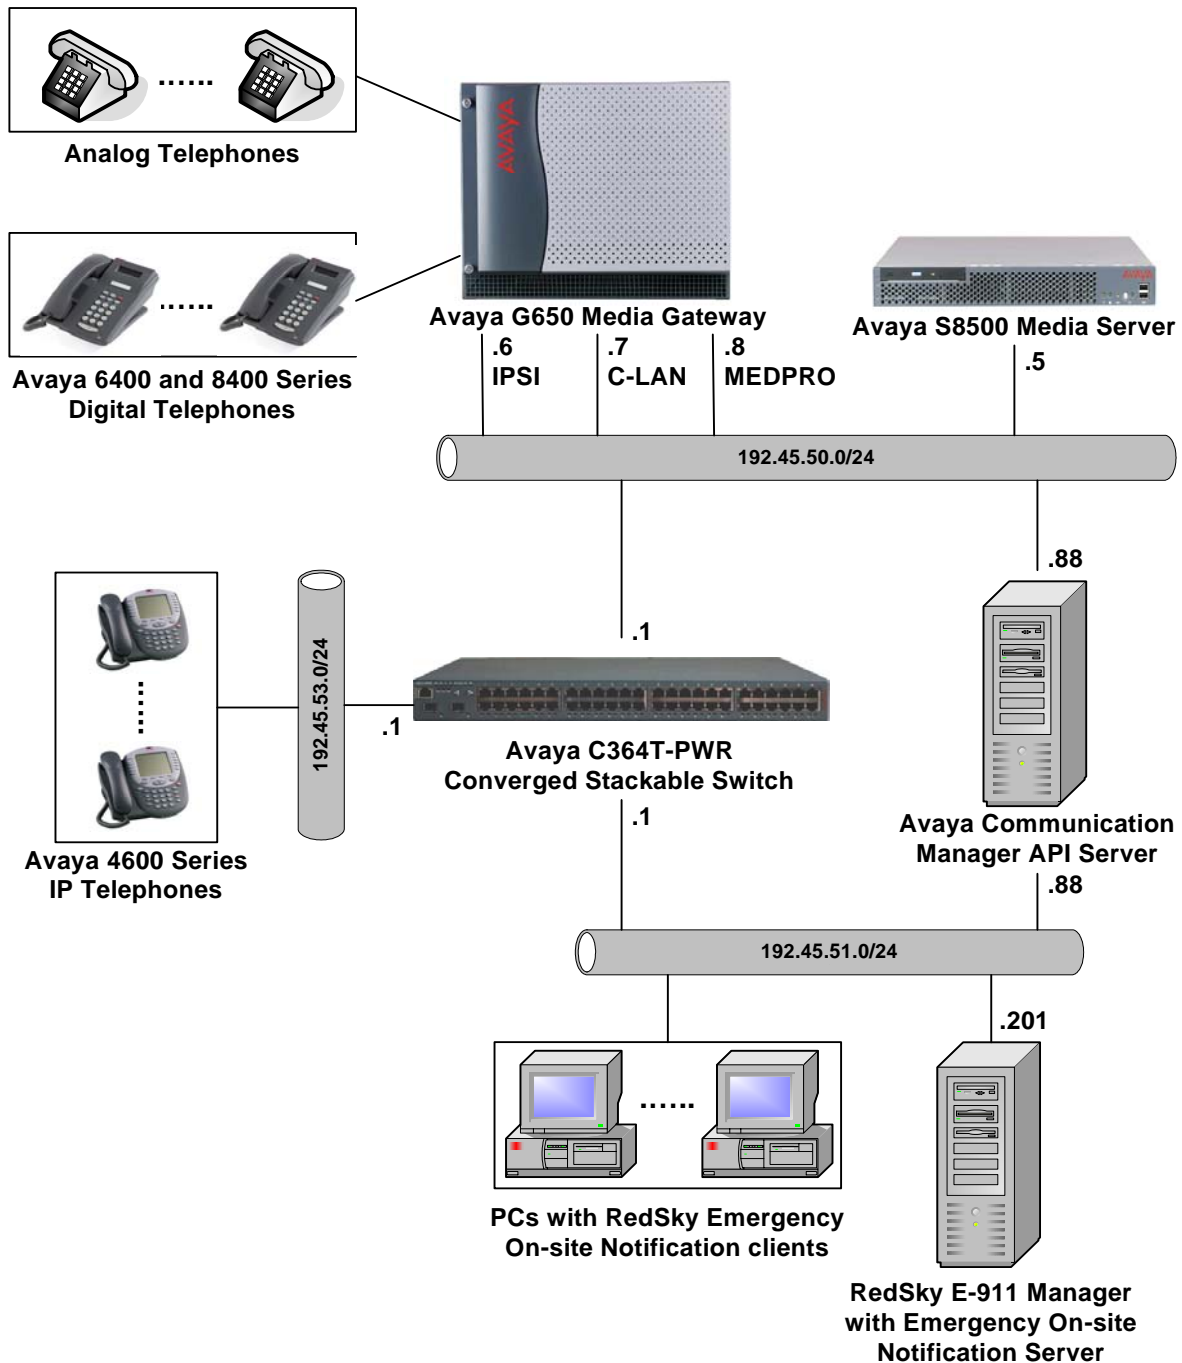 ......
Analog Telephones
AVAYA
......
Avaya 6400 and 8400 Series
Digital Telephones
Avaya G650 Media Gateway
.6
IPSI
.7
C-LAN
.8
MEDPRO
AVAYA
Avaya S8500 Media Server
.5
192.45.50.0/24
.88
.1
192.45.53.0/24
.1
......
Avaya 4600 Series
IP Telephones
Avaya C364T-PWR
Converged Stackable Switch
.1
Avaya Communication
Manager API Server
.88
192.45.51.0/24
.201
......
PCs with RedSky Emergency
On-site Notification clients
RedSky E-911 Manager
with Emergency On-site
Notification Server